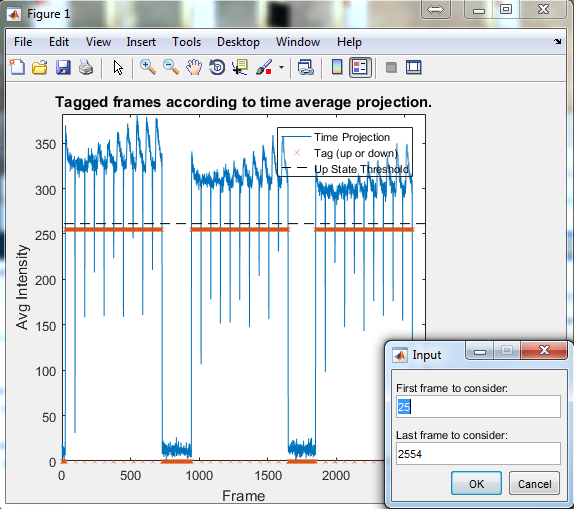 Figure 1
File Edit View Insert Tools Desktop Window Help
Tagged frames according to time average projection.
Time Projection
Tag (up or down)
Up State Threshold
350
300
250
200
150
100
50
0
Avg Intensity
0 500 1000 1500 2000
Frame
Input
First frame to consider:
25
Last frame to consider:
2554
OK Cancel